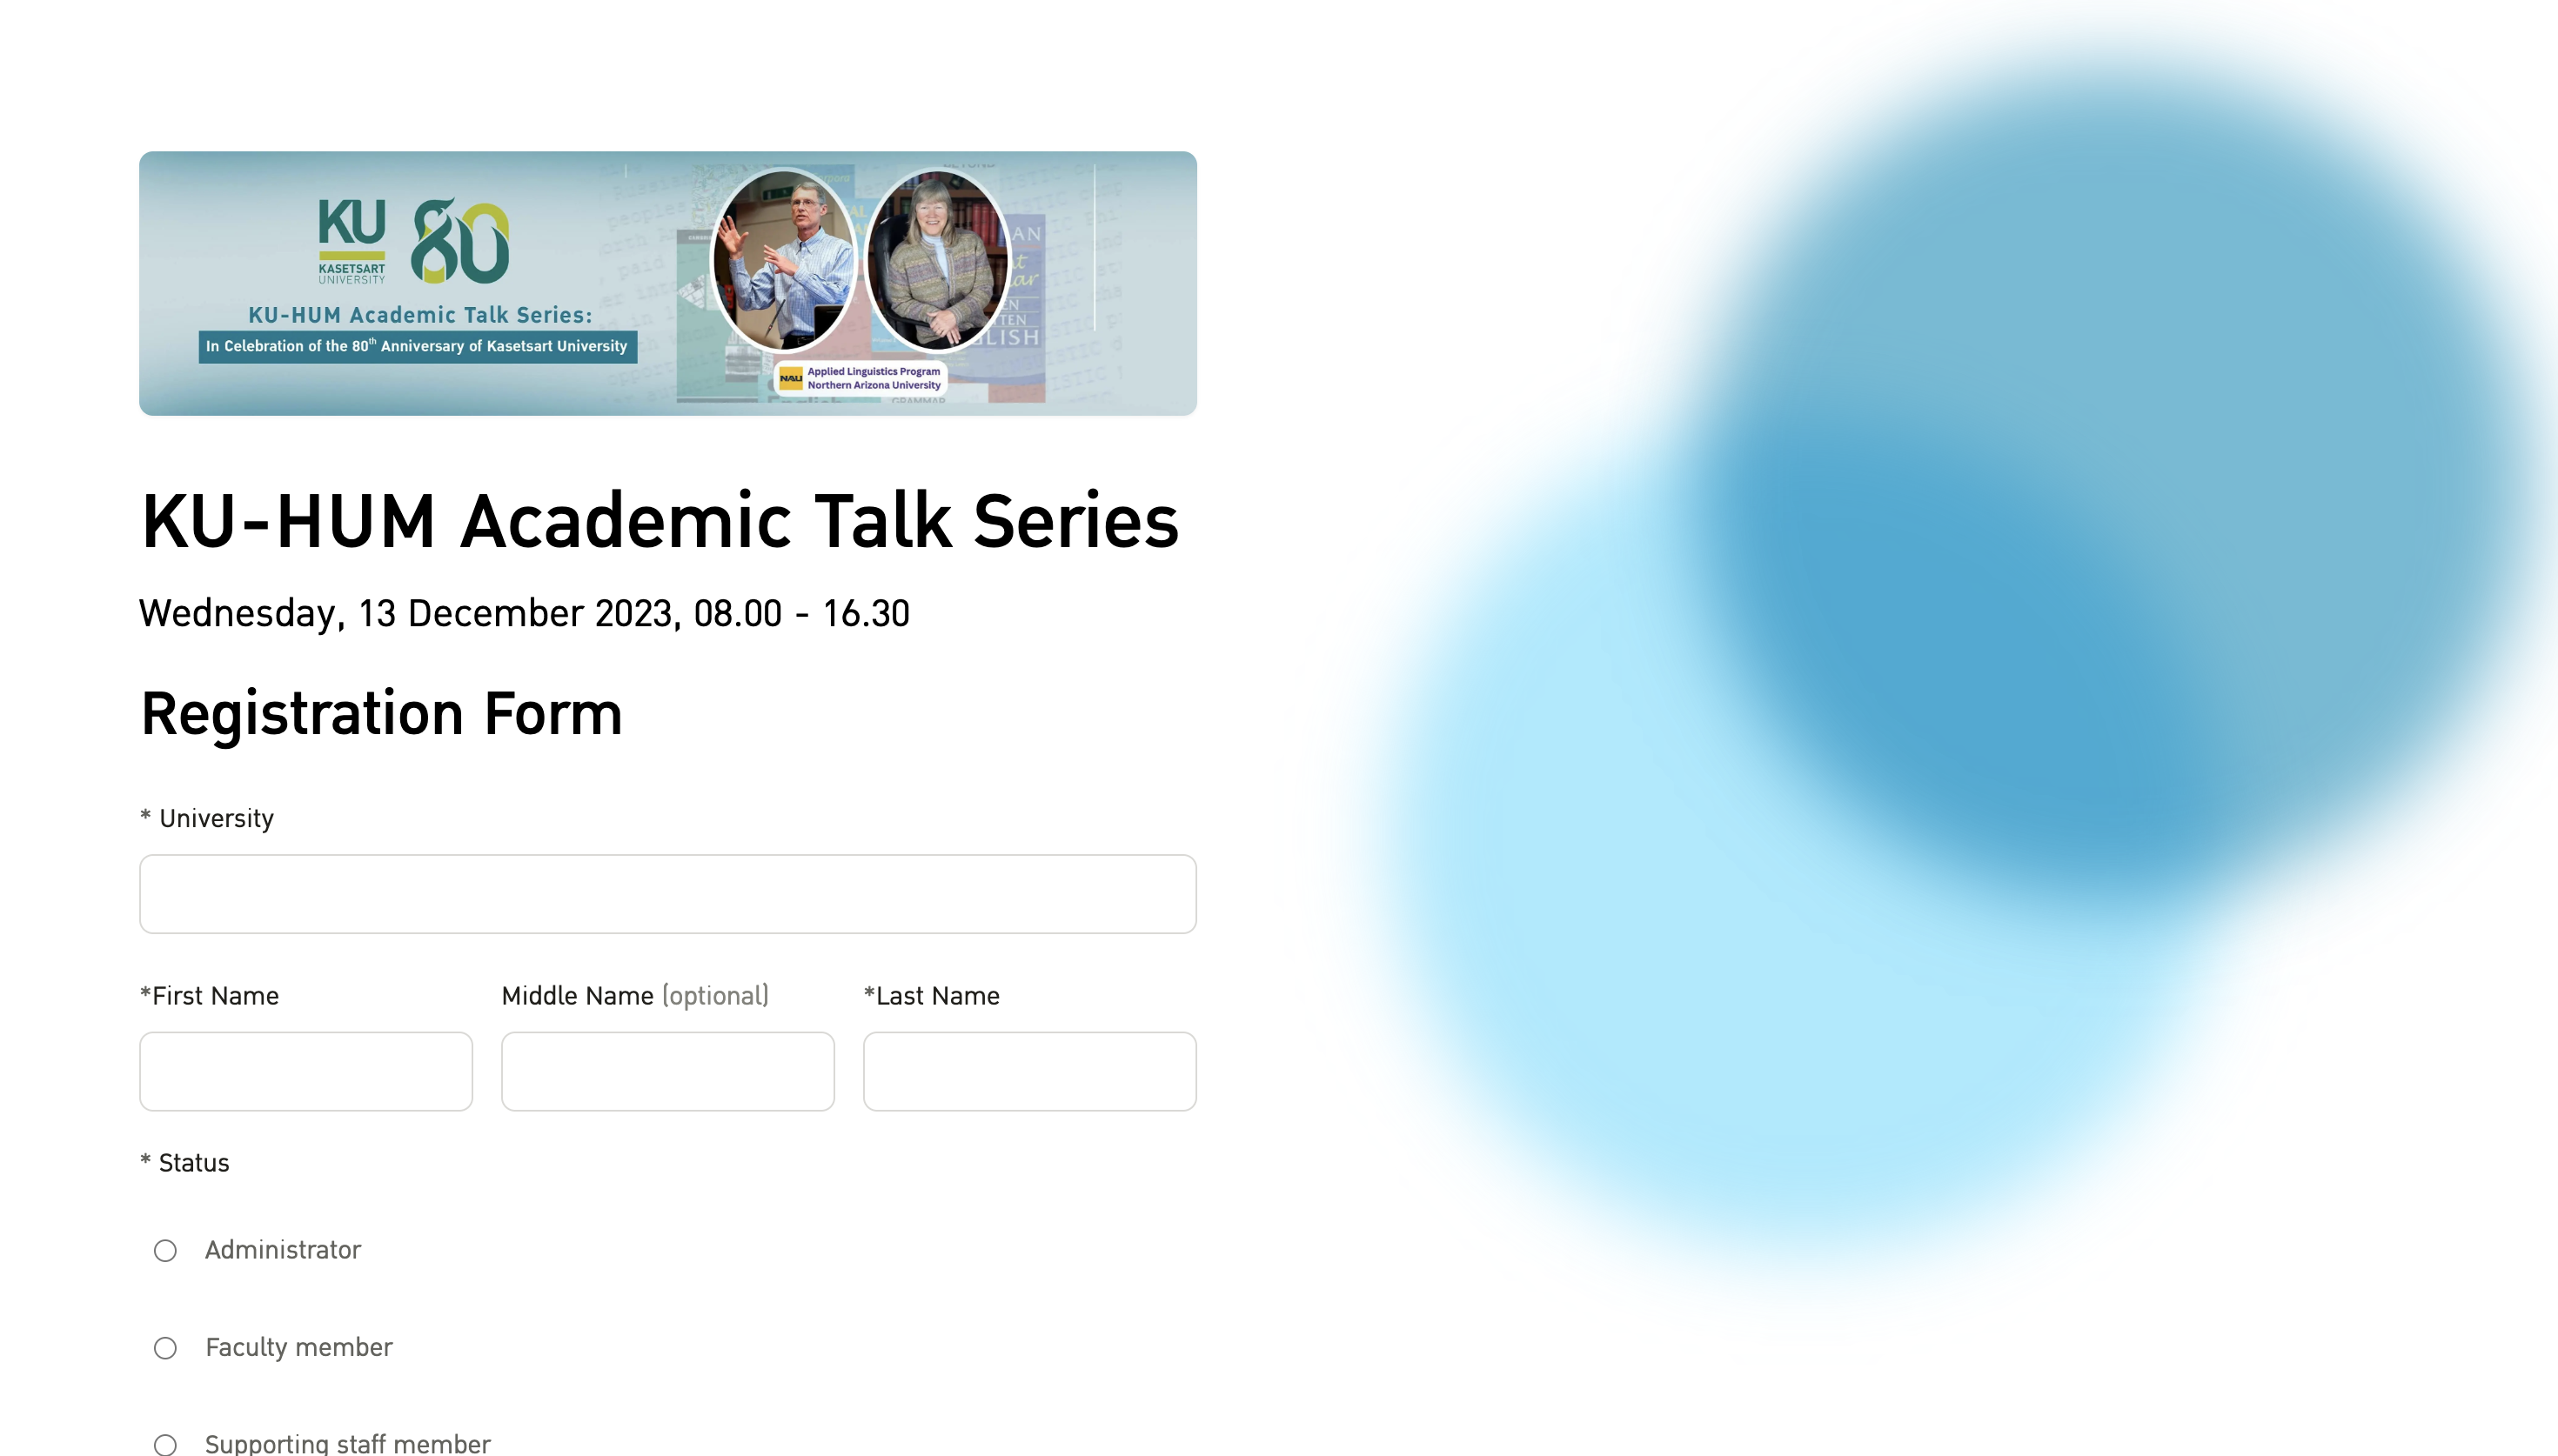 KU
KASETSART
UNIVERSITY
80
KU-HUM Academic Talk Series:
In Celebration of the 80th Anniversary of Kasetsart University
NAU
Applied Linguistics Program
Northern Arizona University
KU-HUM Academic Talk Series
Wednesday, 13 December 2023, 08.00 - 16.30
Registration Form
* University
*First Name
Middle Name (optional)
*Last Name
* Status
Administrator
Faculty member
Supporting staff member